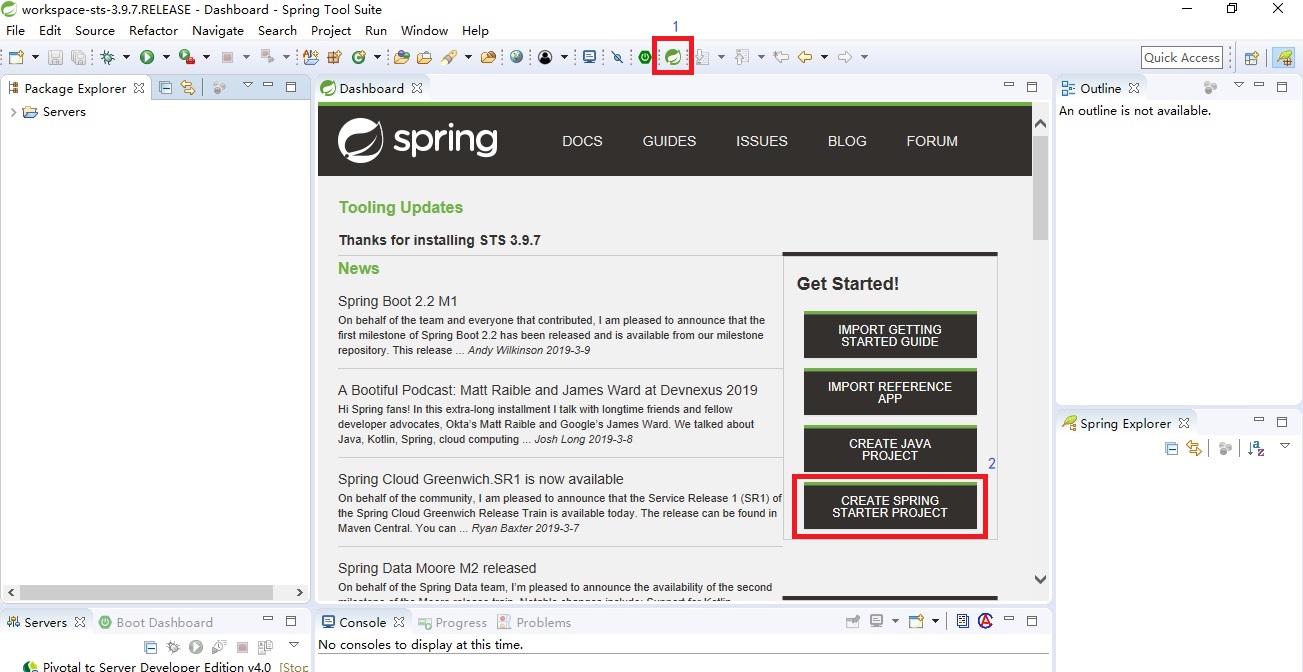 workspace-sts-3.9.7.RELEASE - Dashboard - Spring Tool Suite
File Edit Source Refactor Navigate Search Project Run Window Help
1
Quick Access
Package Explorer
Servers
Dashboard
spring
DOCS GUIDES ISSUES BLOG FORUM
Tooling Updates
Thanks for installing STS 3.9.7
News
Spring Boot 2.2 M1
On behalf of the team and everyone that contributed, I am pleased to announce that the
first milestone of Spring Boot 2.2 has been released and is available from our milestone
repository. This release ... Andy Wilkinson 2019-3-9
A Bootiful Podcast: Matt Raible and James Ward at Devnexus 2019
Hi Spring fans! In this extra-long installment I talk with longtime friends and fellow
developer advocates, Okta's Matt Raible and Google's James Ward. We talked about
Java, Kotlin, Spring, cloud computing ... Josh Long 2019-3-8
Spring Cloud Greenwich.SR1 is now available
On behalf of the community, I am pleased to announce that the Service Release 1 (SR1) of
the Spring Cloud Greenwich Release Train is available today. The release can be found in
Maven Central. You can ... Ryan Baxter 2019-3-7
Spring Data Moore M2 released
On behalf of the Spring Data team, I'm pleased to announce the availability of the second
milestone of the Moore release train. Notable changes include: Support for Kotlin
Get Started!
IMPORT GETTING
STARTED GUIDE
IMPORT REFERENCE
APP
CREATE JAVA
PROJECT
2
CREATE SPRING
STARTER PROJECT
Outline
An outline is not available.
Spring Explorer
Servers Boot Dashboard
Pivotal tc Server Developer Edition v4.0 [Stop
Console Progress Problems
No consoles to display at this time.